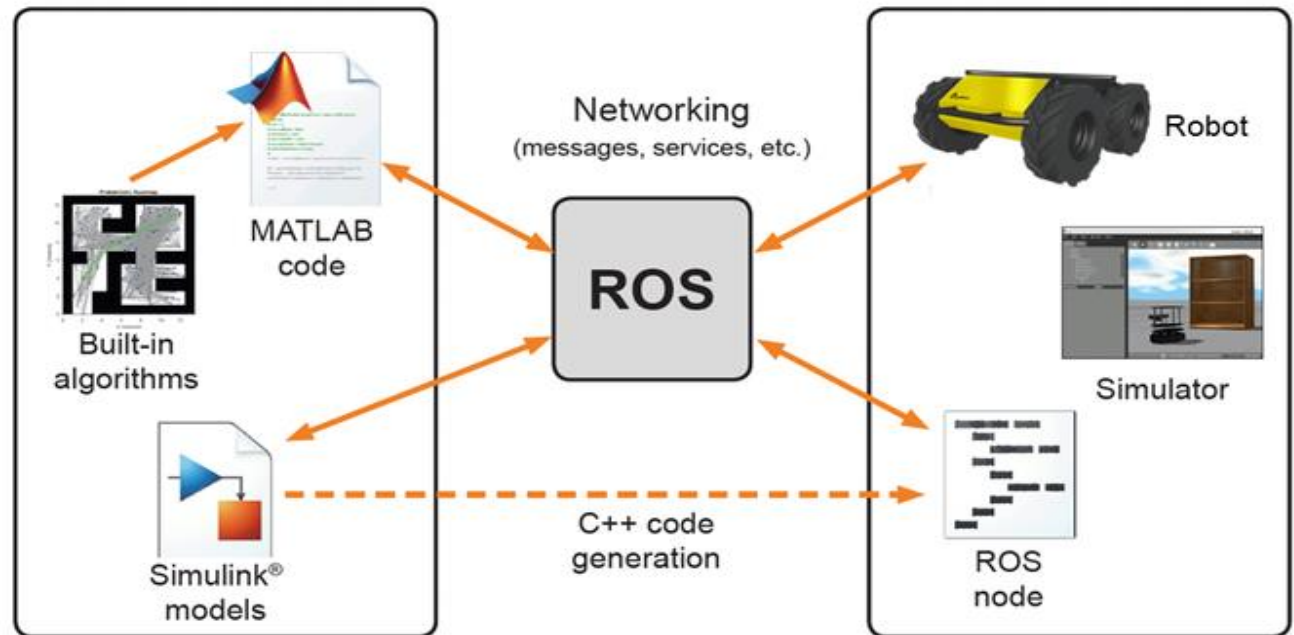 Networking
(messages, services, etc.)
MATLAB
code
Built-in
algorithms
ROS
Robot
Simulator
Simulink®
models
C++ code
generation
ROS
node